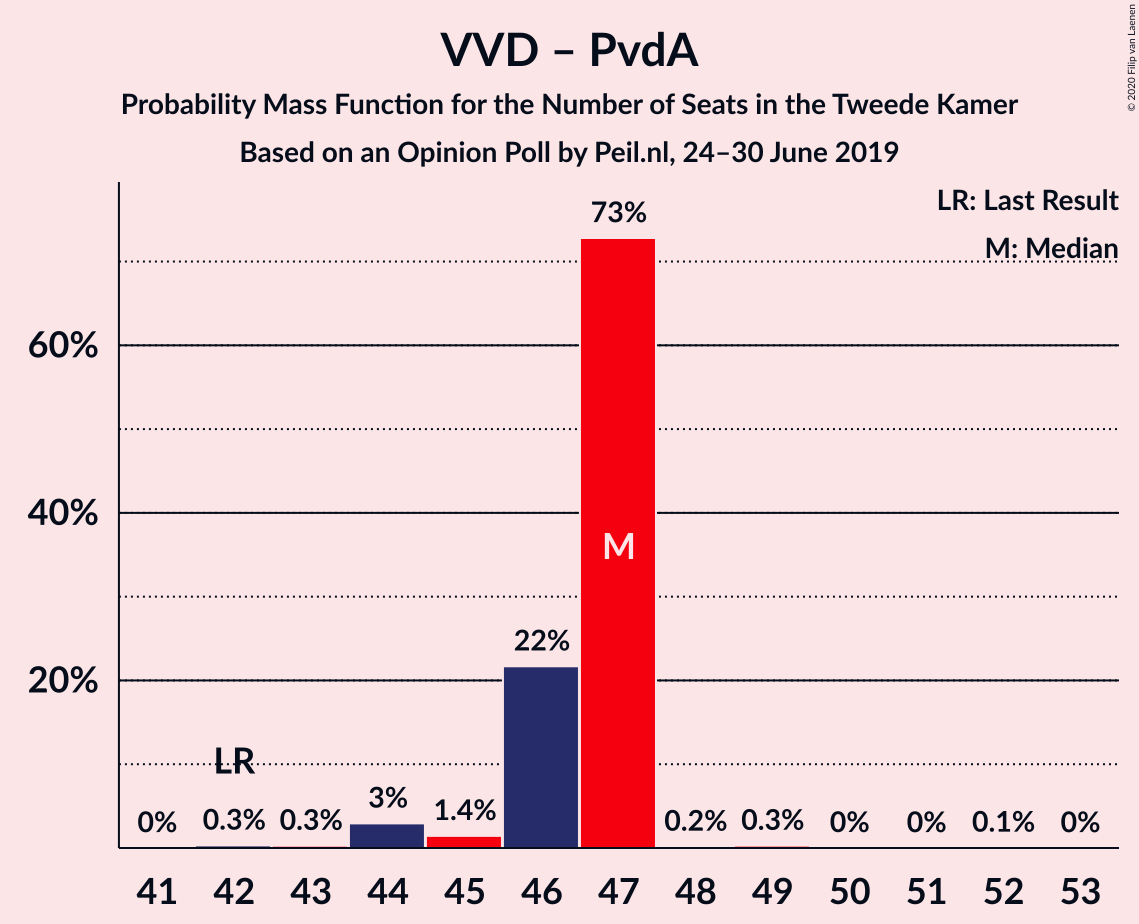 VVD – PvdA
Probability Mass Function for the Number of Seats in the Tweede Kamer
Based on an Opinion Poll by Peil.nl, 24–30 June 2019
© 2020 Filip van Laenen
LR: Last Result
M: Median
73%
60%
M
40%
22%
20%
LR
0% 0.3% 0.3% 3% 1.4% 0.2% 0.3% 0% 0% 0.1% 0%
41 42 43 44 45 46 47 48 49 50 51 52 53